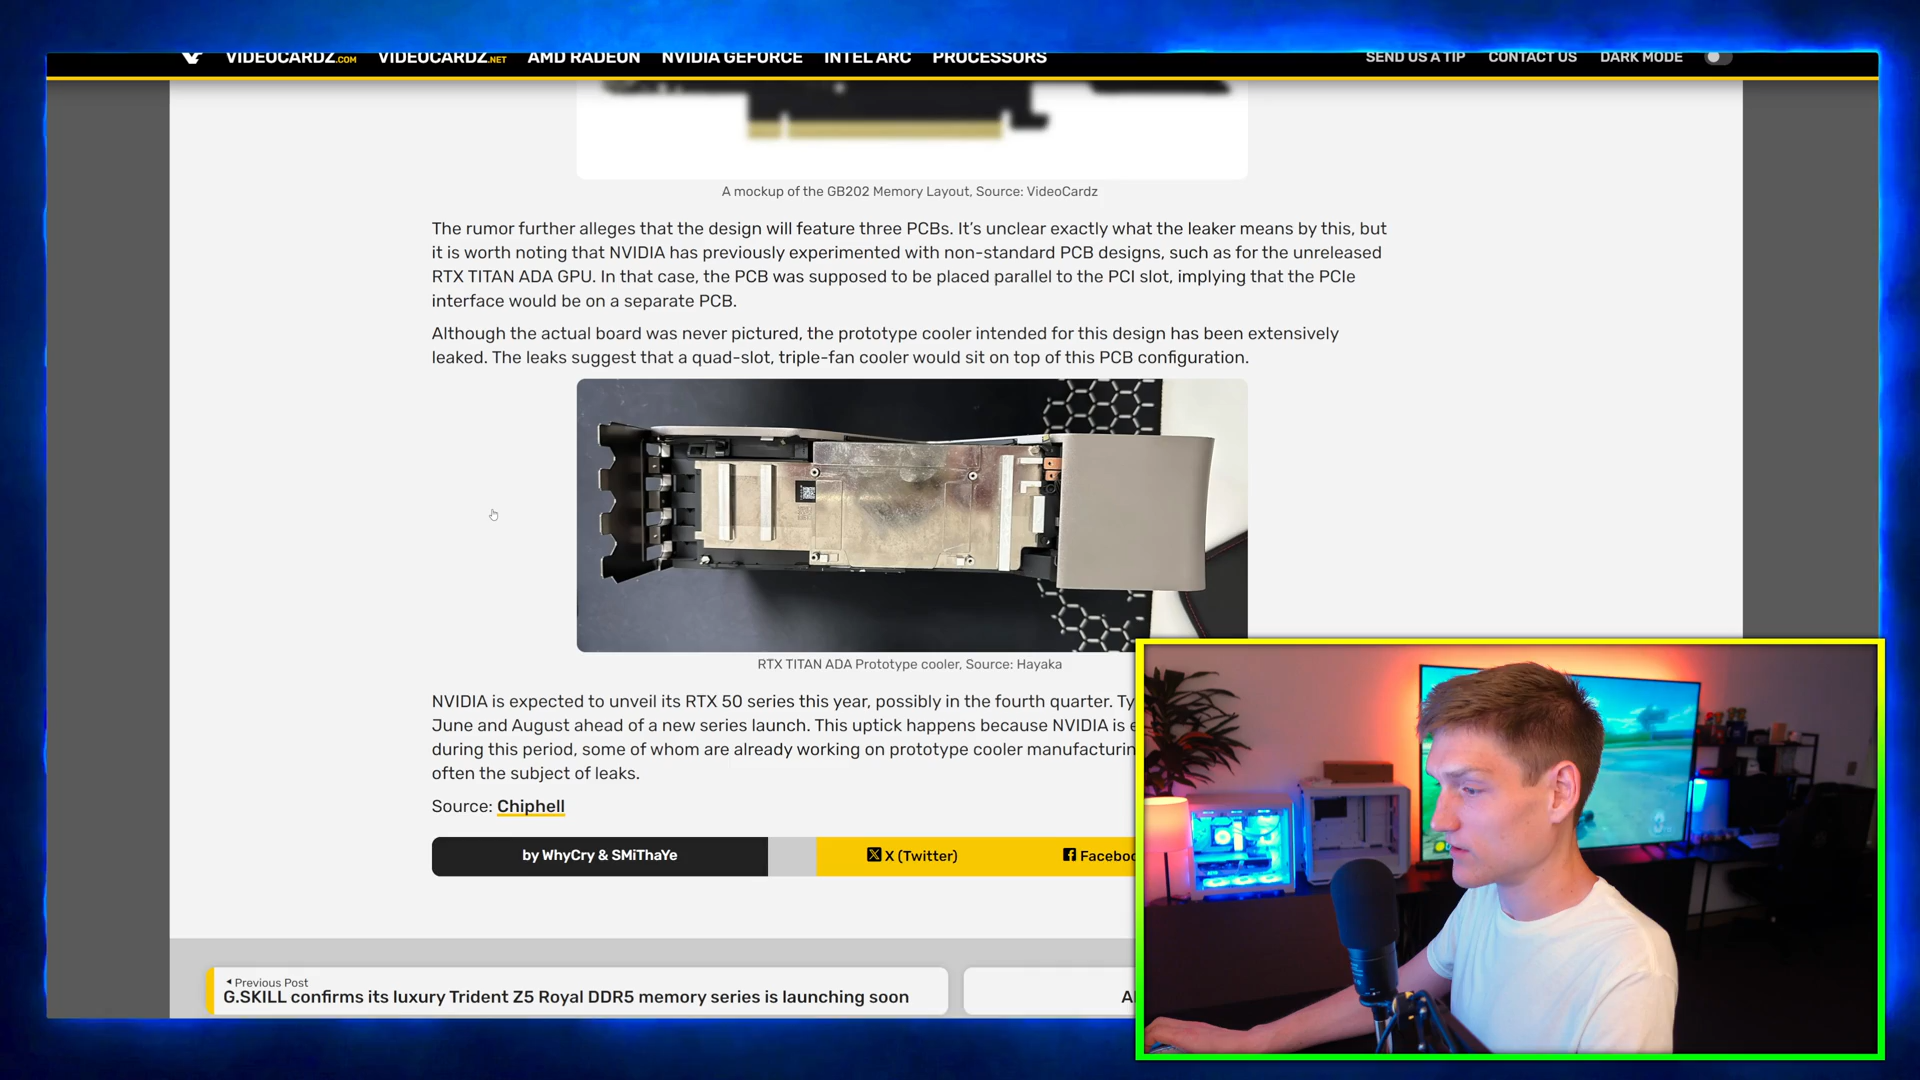 VIDEOCARDZ.COM VIDEOCARDZ.NET AMD RADEON NVIDIA GEFORCE INTEL ARC PROCESSORS SEND US A TIP CONTACT US DARK MODE
A mockup of the GB202 Memory Layout, Source: VideoCardz
The rumor further alleges that the design will feature three PCBs. It’s unclear exactly what the leaker means by this, but
it is worth noting that NVIDIA has previously experimented with non-standard PCB designs, such as for the unreleased
RTX TITAN ADA GPU. In that case, the PCB was supposed to be placed parallel to the PCI slot, implying that the PCIe
interface would be on a separate PCB.
Although the actual board was never pictured, the prototype cooler intended for this design has been extensively
leaked. The leaks suggest that a quad-slot, triple-fan cooler would sit on top of this PCB configuration.
RTX TITAN ADA Prototype cooler, Source: Hayaka
NVIDIA is expected to unveil its RTX 50 series this year, possibly in the fourth quarter.
June and August ahead of a new series launch. This uptick happens because NVIDIA is
during this period, some of whom are already working on prototype cooler
often the subject of leaks.
Source: Chiphell
by WhyCry & SMiThaYe X (Twitter)
Previous Post
G.SKILL confirms its luxury Trident Z5 Royal DDR5 memory series is launching soon